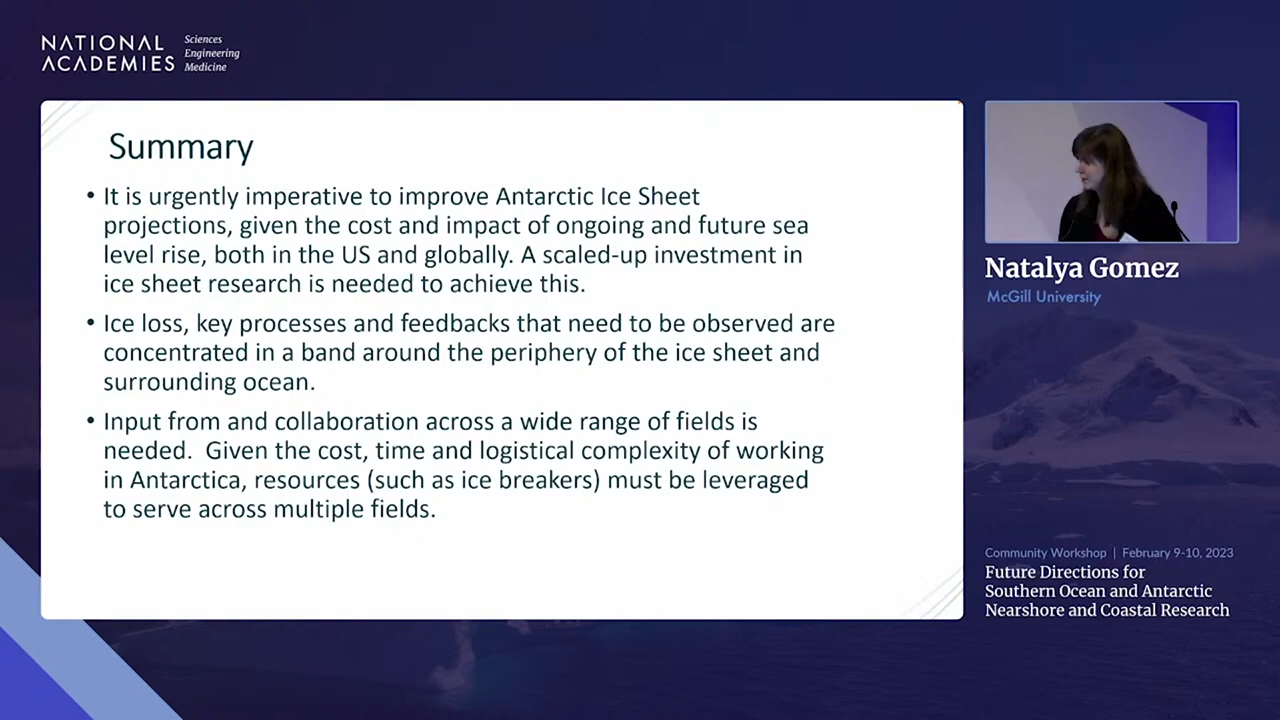 NATIONAL
ACADEMIES
Sciences
Engineering
Medicine
Summary
• It is urgently imperative to improve Antarctic Ice Sheet
projections, given the cost and impact of ongoing and future sea
level rise, both in the US and globally. A scaled-up investment in
ice sheet research is needed to achieve this.
• Ice loss, key processes and feedbacks that need to be observed are
concentrated in a band around the periphery of the ice sheet and
surrounding ocean.
• Input from and collaboration across a wide range of fields is
needed.  Given the cost, time and logistical complexity of working
in Antarctica, resources (such as ice breakers) must be leveraged
to serve across multiple fields.
Natalya Gomez
McGill University
Community Workshop | February 9-10, 2023
Future Directions for
Southern Ocean and Antarctic
Nearshore and Coastal Research